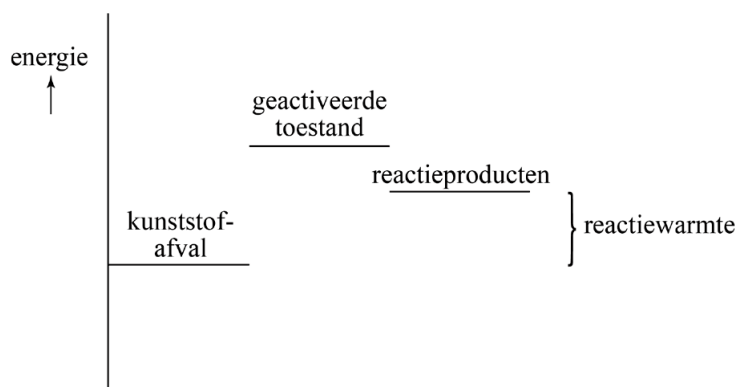 energie
geactiveerde
toestand
reactieproducten
kunststof-
afval
reactiewarmte